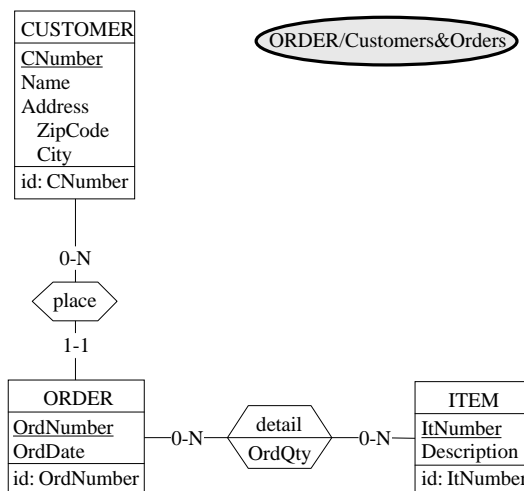 CUSTOMER
CNumber
Name
Address
ZipCode
City
id: CNumber
ORDER/Customers&Orders
0-N
place
1-1
ORDER
OrdNumber
OrdDate
id: OrdNumber
0-N
detail
OrdQty
0-N
ITEM
ItNumber
Description
id: ItNumber